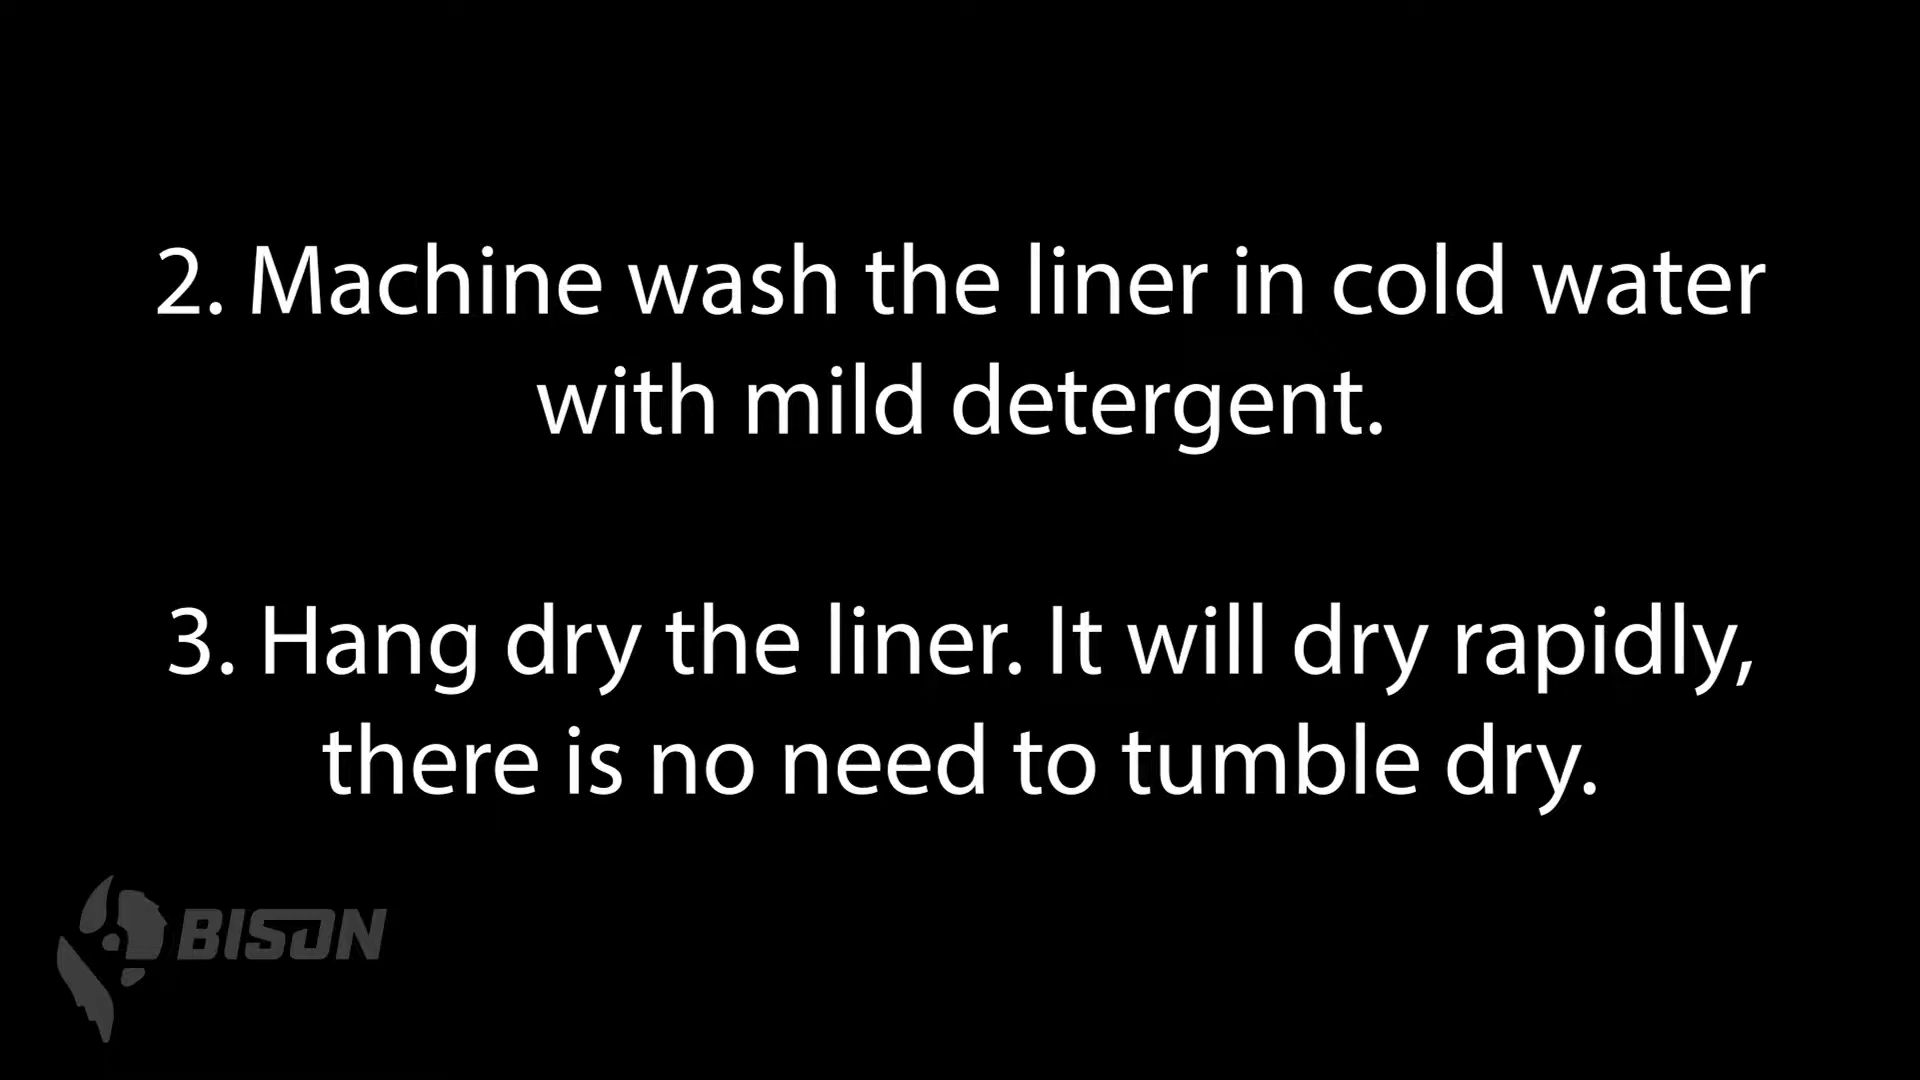 2. Machine wash the liner in cold water
with mild detergent.
3. Hang dry the liner. It will dry rapidly,
there is no need to tumble dry.
BISON